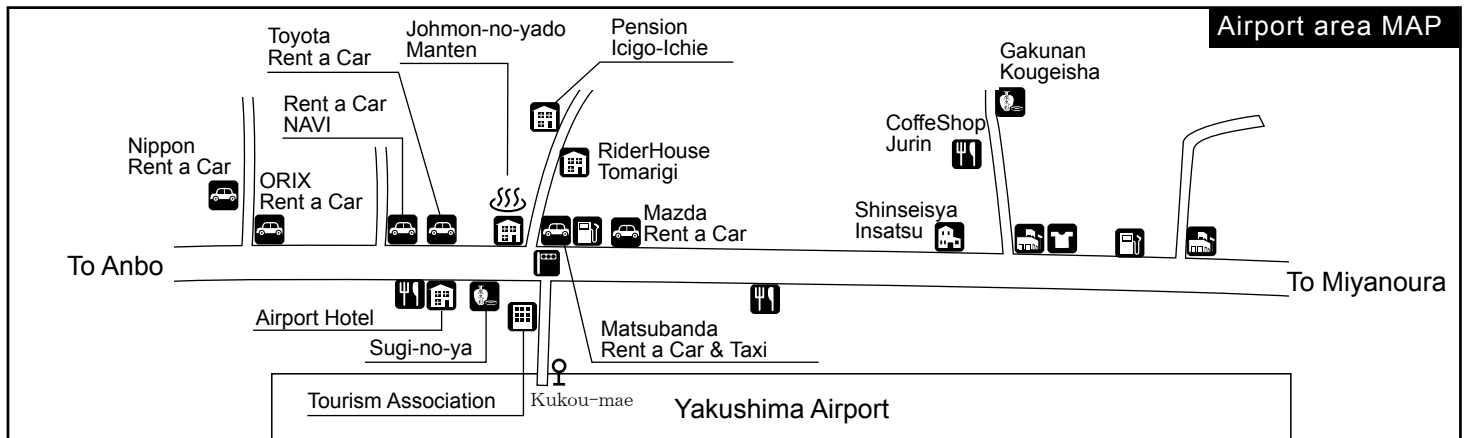 Airport area MAP
Toyota
Rent a Car
Johmon-no-yado
Manten
Pension
Icigo-Ichie
Gakunan
Kougeisha
Rent a Car
NAVI
CoffeShop
Jurin
Nippon
Rent a Car
RiderHouse
Tomarigi
ORIX
Rent a Car
Shinseisya
Insatsu
Mazda
Rent a Car
To Anbo
To Miyanoura
Airport Hotel
Matsubanda
Rent a Car & Taxi
Sugi-no-ya
Tourism Association
Kukou-mae
Yakushima Airport